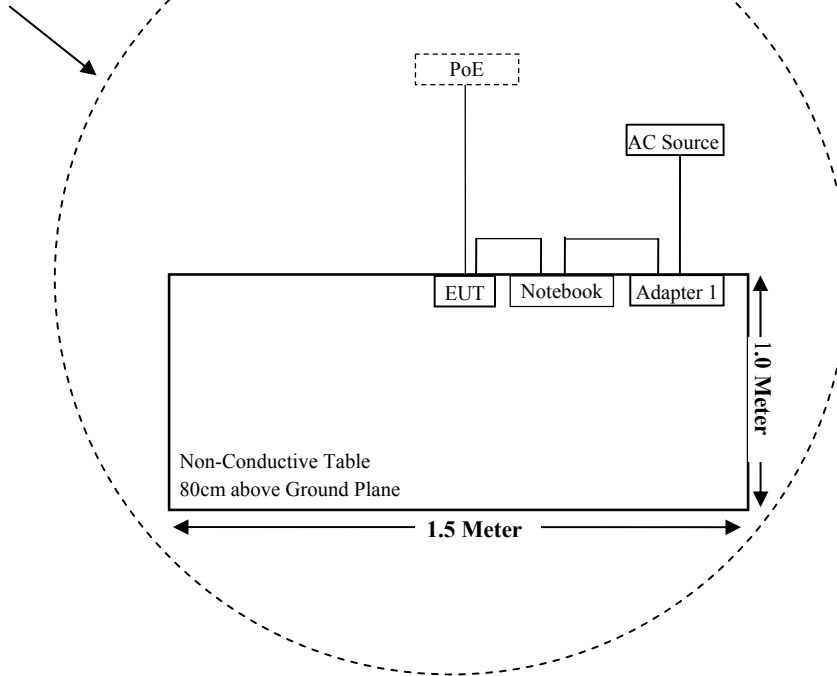 PoE
AC Source
EUT
Notebook
Adapter 1
1.0 Meter
Non-Conductive Table
80cm above Ground Plane
1.5 Meter